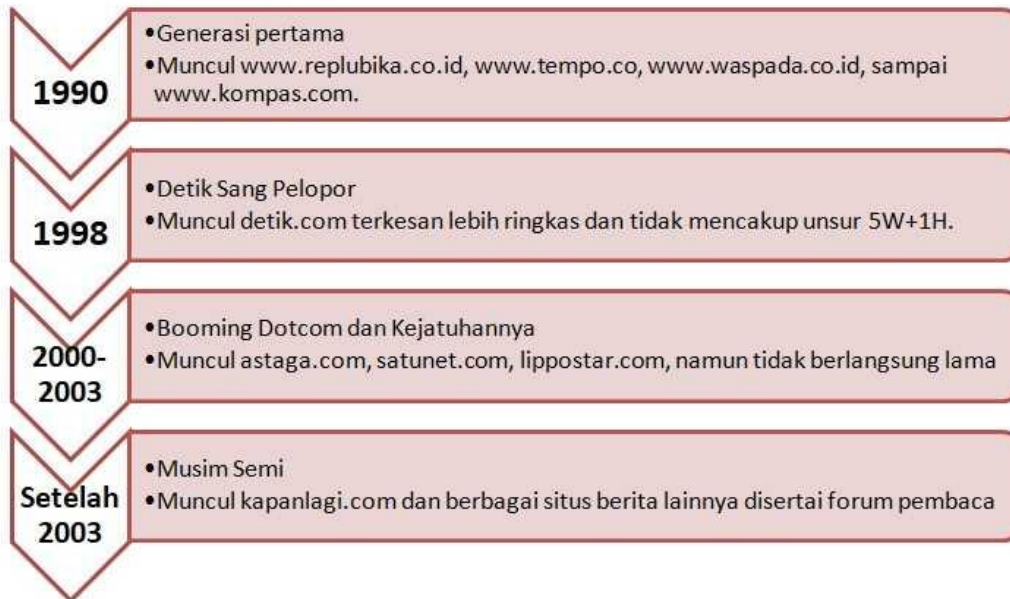 1990
•Generasi pertama
•Muncul www.replubika.co.id, www.tempo.co, www.waspada.co.id, sampai
www.kompas.com.
1998
•Detik Sang Pelopor
•Muncul detik.com terkesan lebih ringkas dan tidak mencakup unsur 5W+1H.
2000-
2003
•Booming Dotcom dan Kejatuhannya
•Muncul astaga.com, satunet.com, lippostar.com, namun tidak berlangsung lama
Setelah
2003
•Musim Semi
•Muncul kapanlagi.com dan berbagai situs berita lainnya disertai forum pembaca